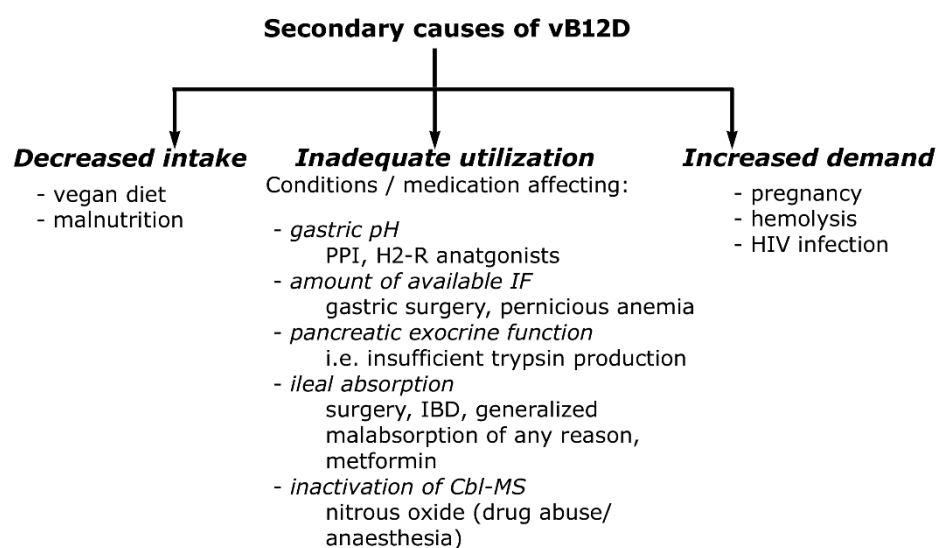 Secondary causes of vB12D
Decreased intake
- vegan diet
- malnutrition
Inadequate utilization
Conditions / medication affecting:
- gastric pH
PPI, H2-R anatgonists
- amount of available IF
gastric surgery, pernicious anemia
- pancreatic exocrine function
i.e. insufficient trypsin production
- ileal absorption
surgery, IBD, generalized
malabsorption of any reason,
metformin
- inactivation of Cbl-MS
nitrous oxide (drug abuse/
anaesthesia)
Increased demand
- pregnancy
- hemolysis
- HIV infection